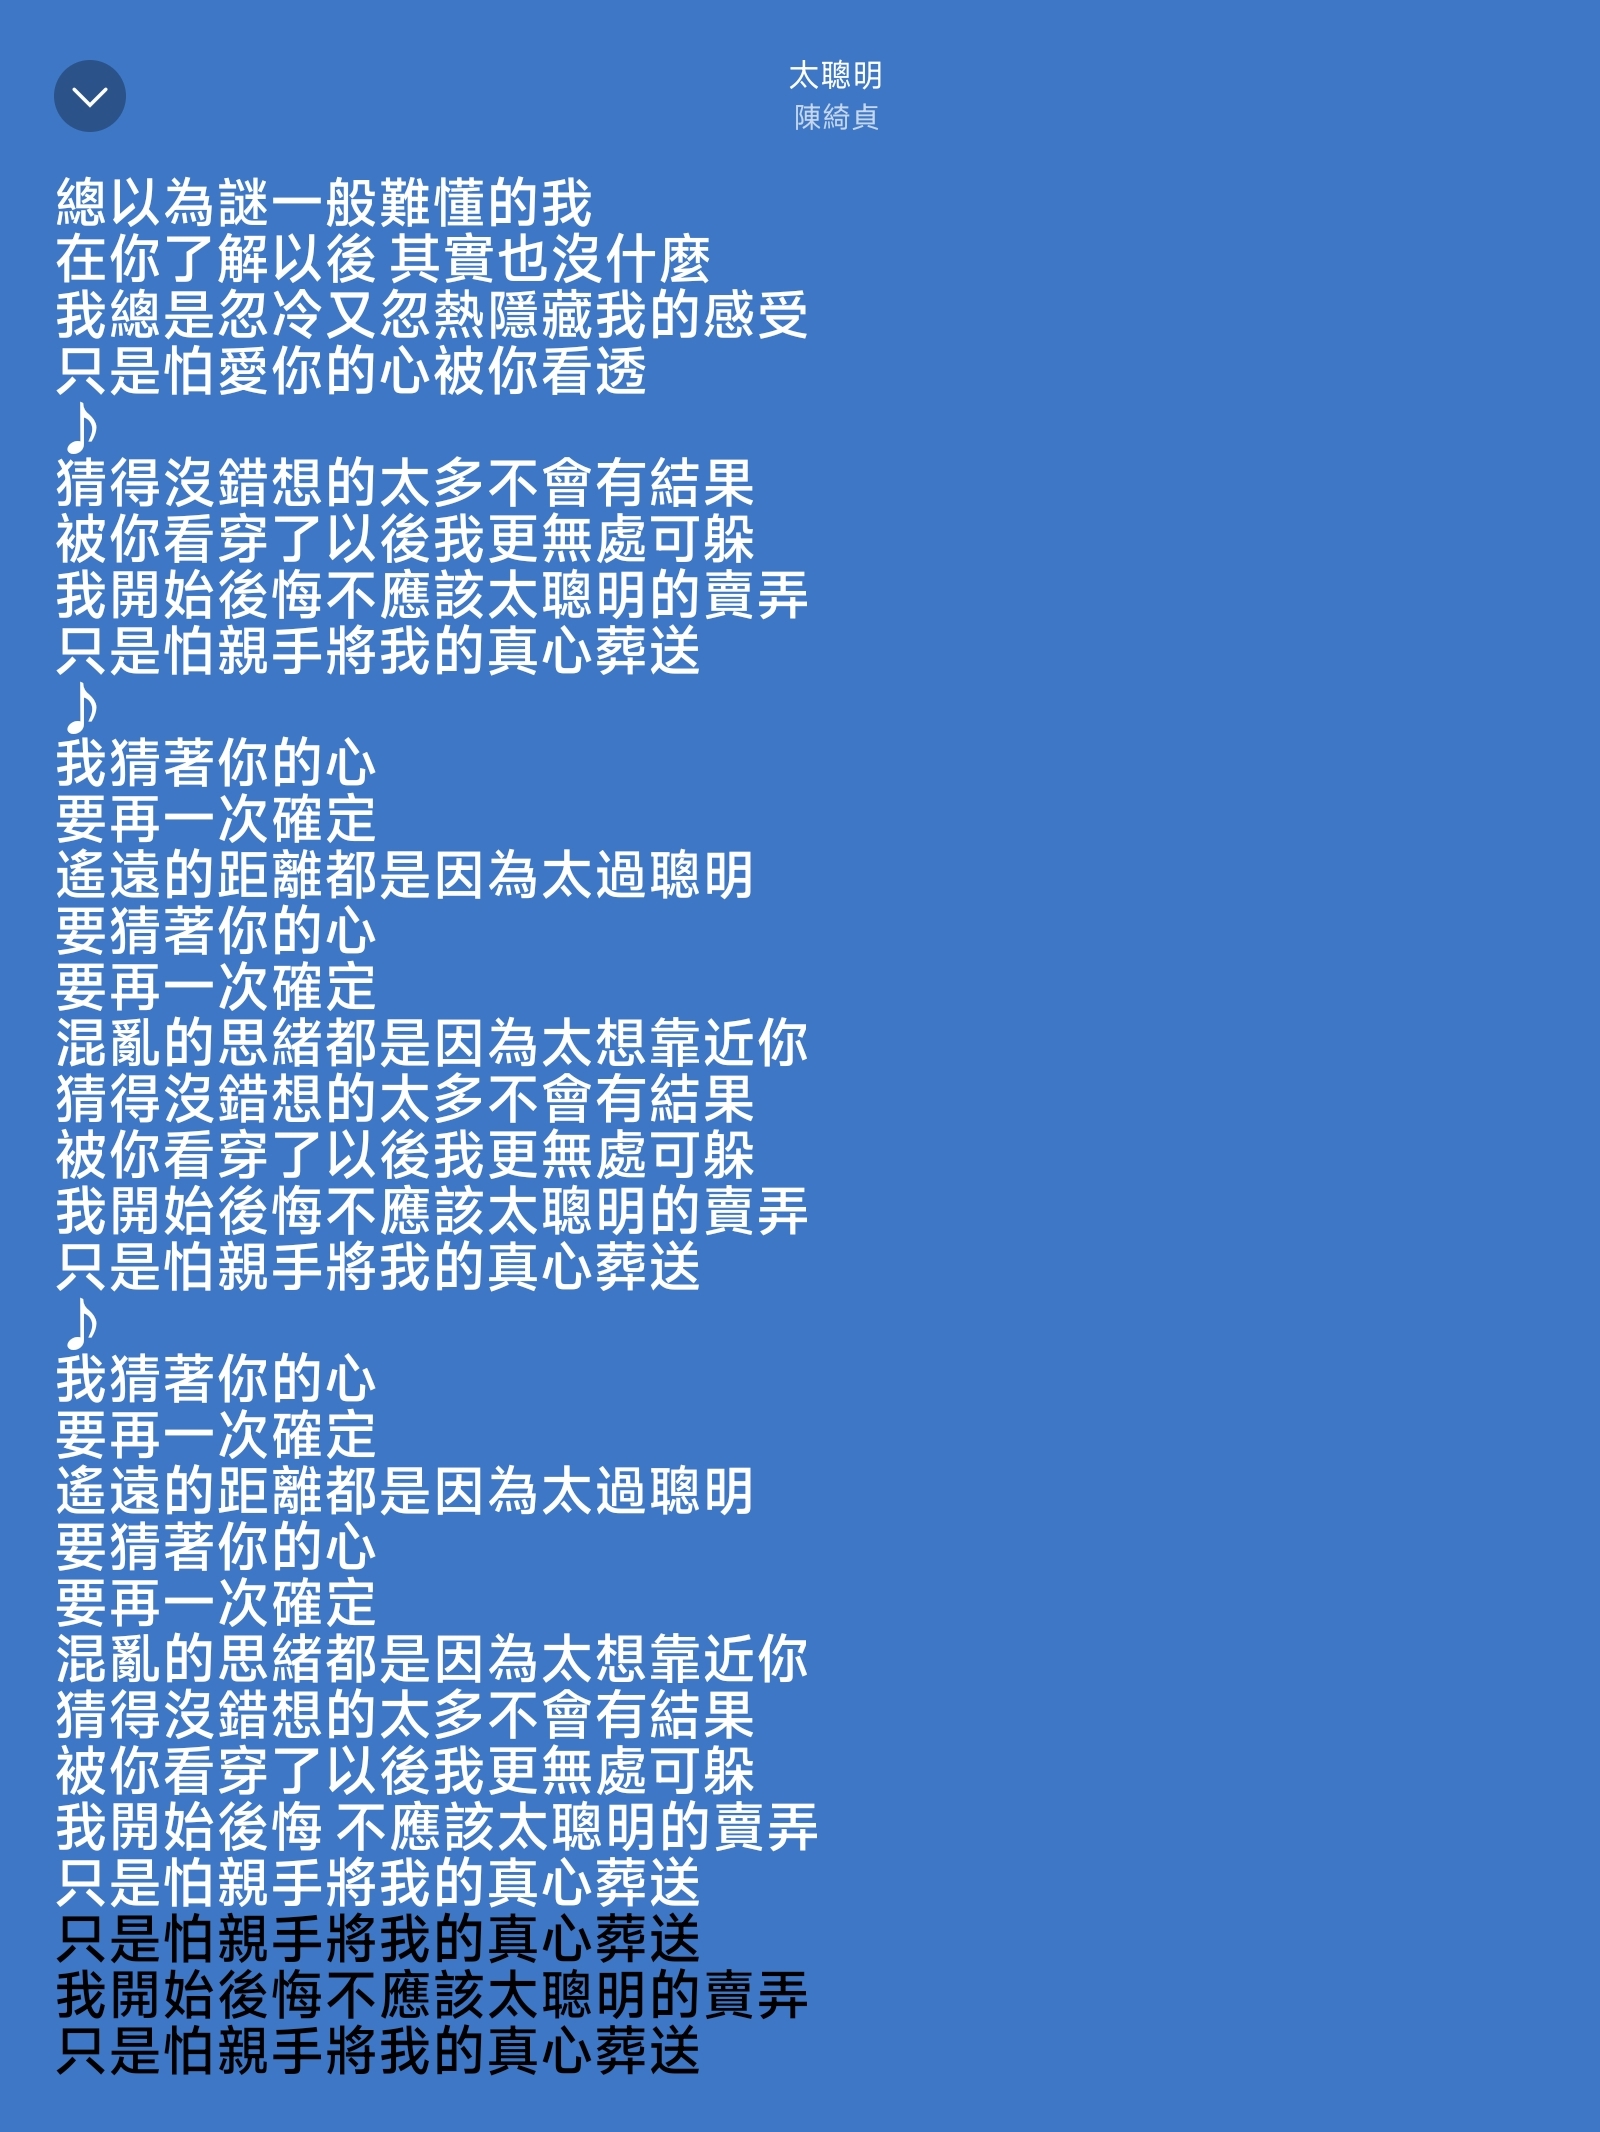 太聰明
陳綺貞
總以為謎一般難懂的我
在你了解以後 其實也沒什麼
我總是忽冷又忽熱隱藏我的感受
只是怕愛你的心被你看透
♪
猜得沒錯想的太多不會有結果
被你看穿了以後我更無處可躲
我開始後悔不應該太聰明的賣弄
只是怕親手將我的真心葬送
♪
我猜著你的心
要再一次確定
遙遠的距離都是因為太過聰明
要猜著你的心
要再一次確定
混亂的思緒都是因為太想靠近你
猜得沒錯想的太多不會有結果
被你看穿了以後我更無處可躲
我開始後悔不應該太聰明的賣弄
只是怕親手將我的真心葬送
♪
我猜著你的心
要再一次確定
遙遠的距離都是因為太過聰明
要猜著你的心
要再一次確定
混亂的思緒都是因為太想靠近你
猜得沒錯想的太多不會有結果
被你看穿了以後我更無處可躲
我開始後悔 不應該太聰明的賣弄
只是怕親手將我的真心葬送
只是怕親手將我的真心葬送
我開始後悔不應該太聰明的賣弄
只是怕親手將我的真心葬送